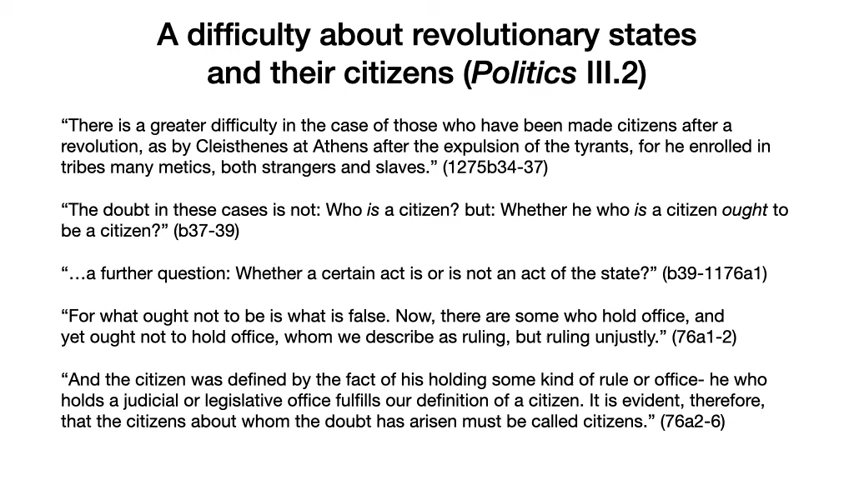 A difficulty about revolutionary states
and their citizens (Politics III.2)
“There is a greater difficulty in the case of those who have been made citizens after a
revolution, as by Cleisthenes at Athens after the expulsion of the tyrants, for he enrolled in
tribes many metics, both strangers and slaves.” (1275b34-37)
“The doubt in these cases is not: Who is a citizen? but: Whether he who is a citizen ought to
be a citizen?” (b37-39)
“…a further question: Whether a certain act is or is not an act of the state?” (b39-1176a1)
“For what ought not to be is what is false. Now, there are some who hold office, and
yet ought not to hold office, whom we describe as ruling, but ruling unjustly.” (76a1-2)
“And the citizen was defined by the fact of his holding some kind of rule or office- he who
holds a judicial or legislative office fulfills our definition of a citizen. It is evident, therefore,
that the citizens about whom the doubt has arisen must be called citizens.” (76a2-6)